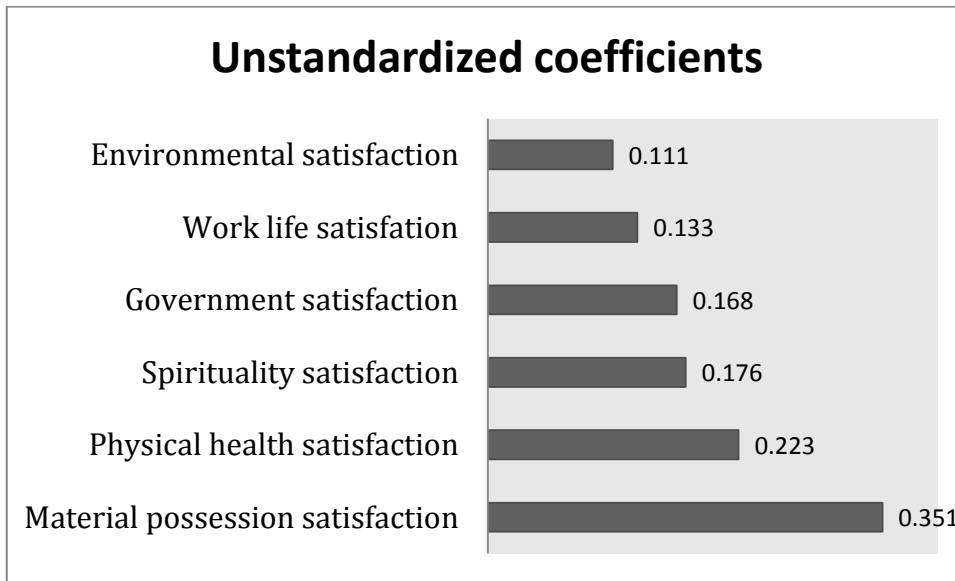 Unstandardized coefficients
Environmental satisfaction 0.111
Work life satisfation 0.133
Government satisfaction 0.168
Spirituality satisfaction 0.176
Physical health satisfaction 0.223
Material possession satisfaction 0.351